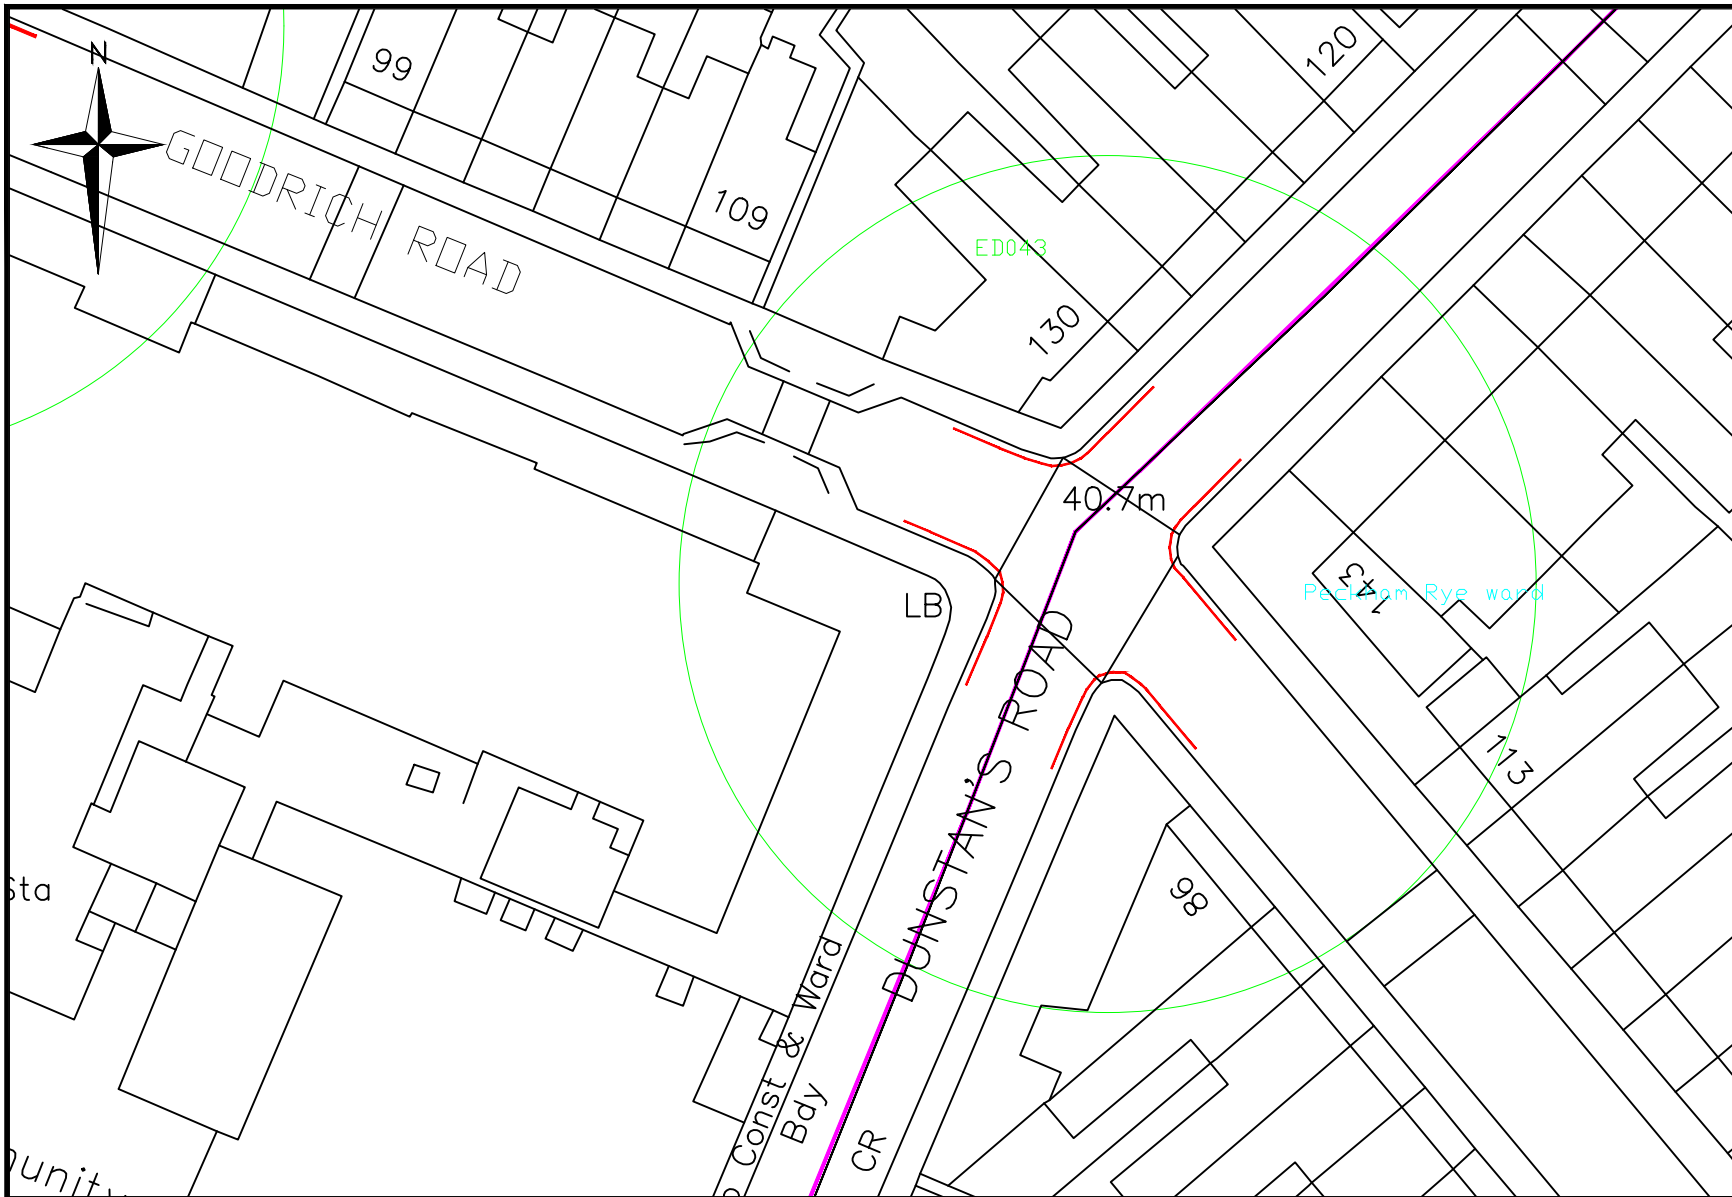 N
99
GOODRICH ROAD
109
120
ED043
130
40.7m
LB
143
Peckham Rye ward
113
DUNSTAN'S ROAD
98
Sta
Const & Ward
Bdy
CR